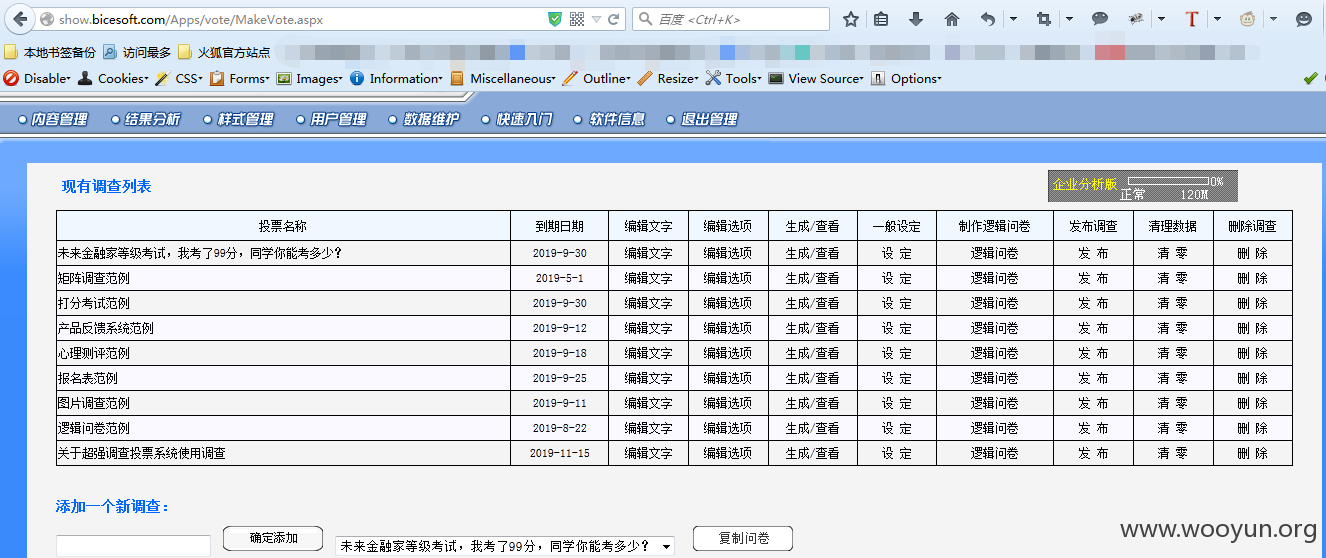 show.bicesoft.com/Apps/vote/MakeVote.aspx 百度 <Ctrl+K>
本地书签备份 访问最多 火狐官方站点
Disable Cookies CSS Forms Images Information Miscellaneous Outline Resize Tools View Source Options
内容管理 结果分析 样式管理 用户管理 数据维护 快速入门 软件信息 退出管理
现有调查列表 企业分析版 0%
正常 120M
投票名称 到期日期 编辑文字 编辑选项 生成/查看 一般设定 制作逻辑问卷 发布调查 清理数据 删除调查
未来金融家等级考试，我考了99分，同学你能考多少？ 2019-9-30 编辑文字 编辑选项 生成/查看 设 定 逻辑问卷 发 布 清 零 删 除
矩阵调查范例 2019-5-1 编辑文字 编辑选项 生成/查看 设 定 逻辑问卷 发 布 清 零 删 除
打分考试范例 2019-9-30 编辑文字 编辑选项 生成/查看 设 定 逻辑问卷 发 布 清 零 删 除
产品反馈系统范例 2019-9-12 编辑文字 编辑选项 生成/查看 设 定 逻辑问卷 发 布 清 零 删 除
心理测评范例 2019-9-18 编辑文字 编辑选项 生成/查看 设 定 逻辑问卷 发 布 清 零 删 除
报名表范例 2019-9-25 编辑文字 编辑选项 生成/查看 设 定 逻辑问卷 发 布 清 零 删 除
图片调查范例 2019-9-11 编辑文字 编辑选项 生成/查看 设 定 逻辑问卷 发 布 清 零 删 除
逻辑问卷范例 2019-8-22 编辑文字 编辑选项 生成/查看 设 定 逻辑问卷 发 布 清 零 删 除
关于超强调查投票系统使用调查 2019-11-15 编辑文字 编辑选项 生成/查看 设 定 逻辑问卷 发 布 清 零 删 除
添加一个新调查：
确定添加 未来金融家等级考试，我考了99分，同学你能考多少？ 复制问卷
www.wooyun.org